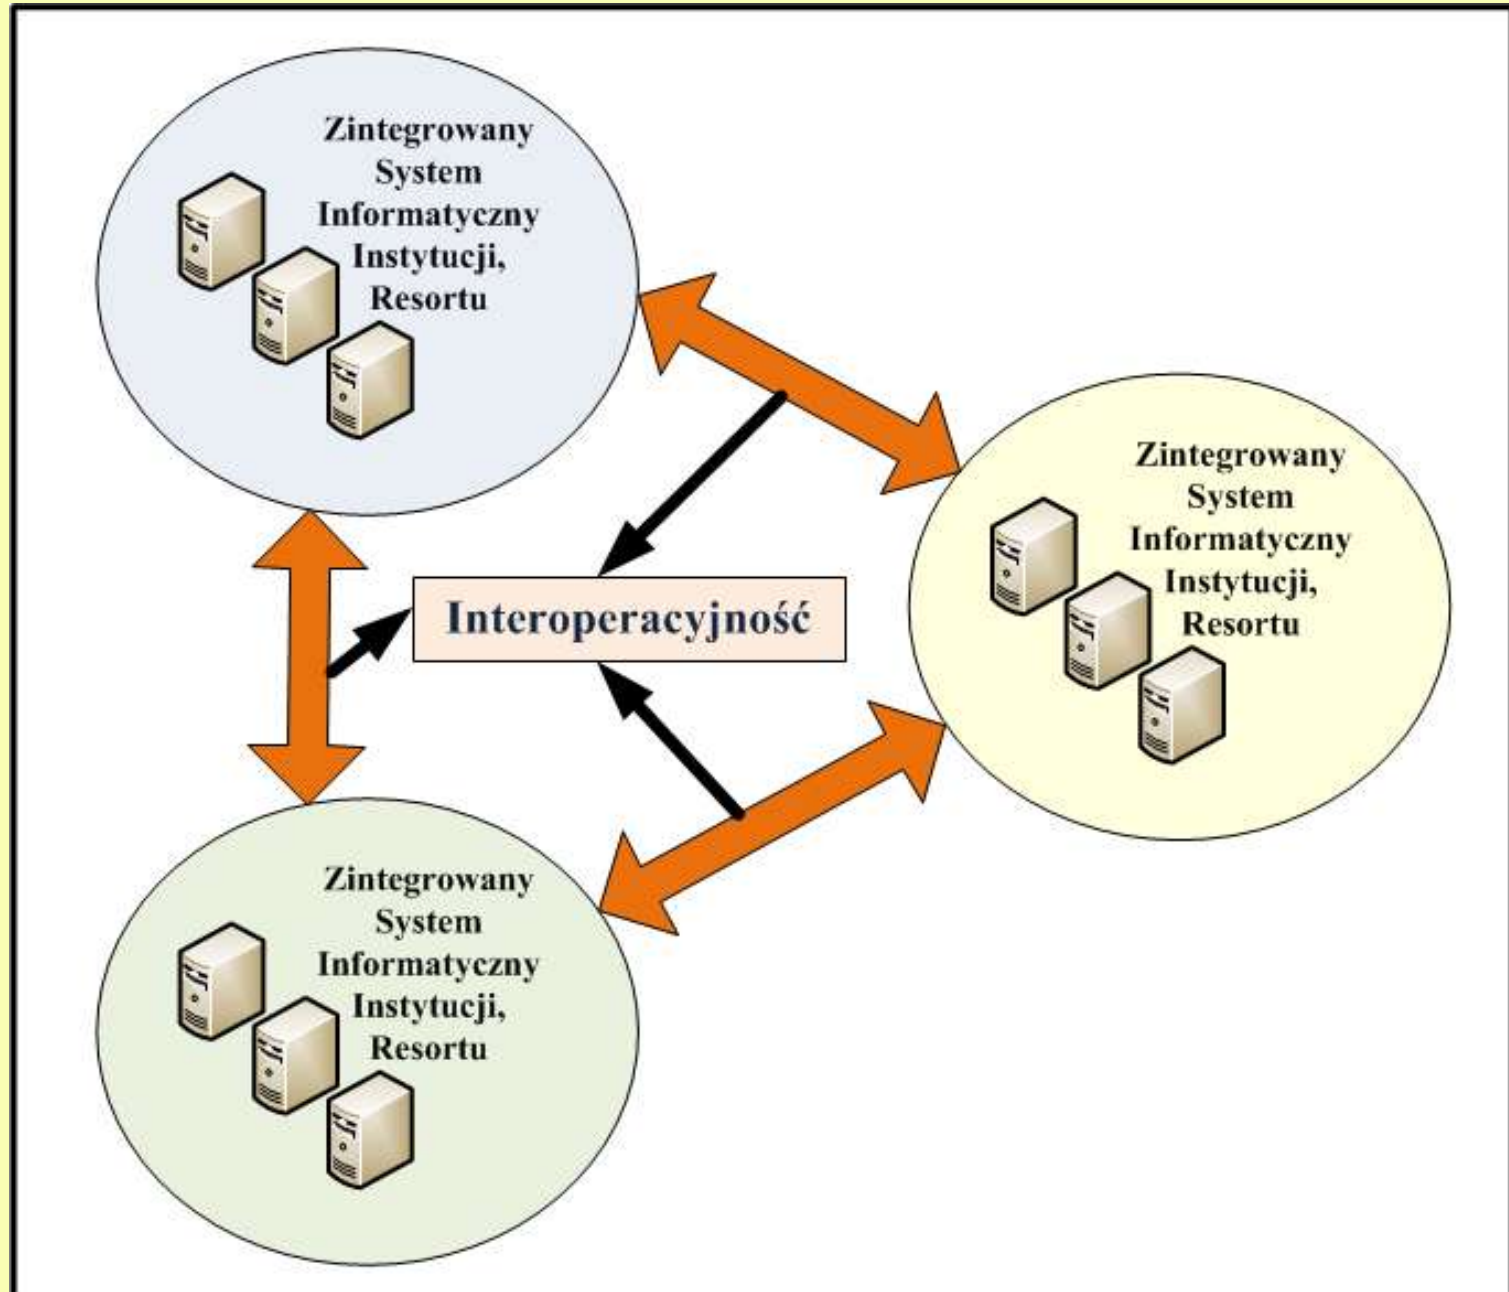 Zintegrowany
System
Informatyczny
Instytucji,
Resortu
Zintegrowany
System
Informatyczny
Instytucji,
Resortu
Interoperacyjność
Zintegrowany
System
Informatyczny
Instytucji,
Resortu